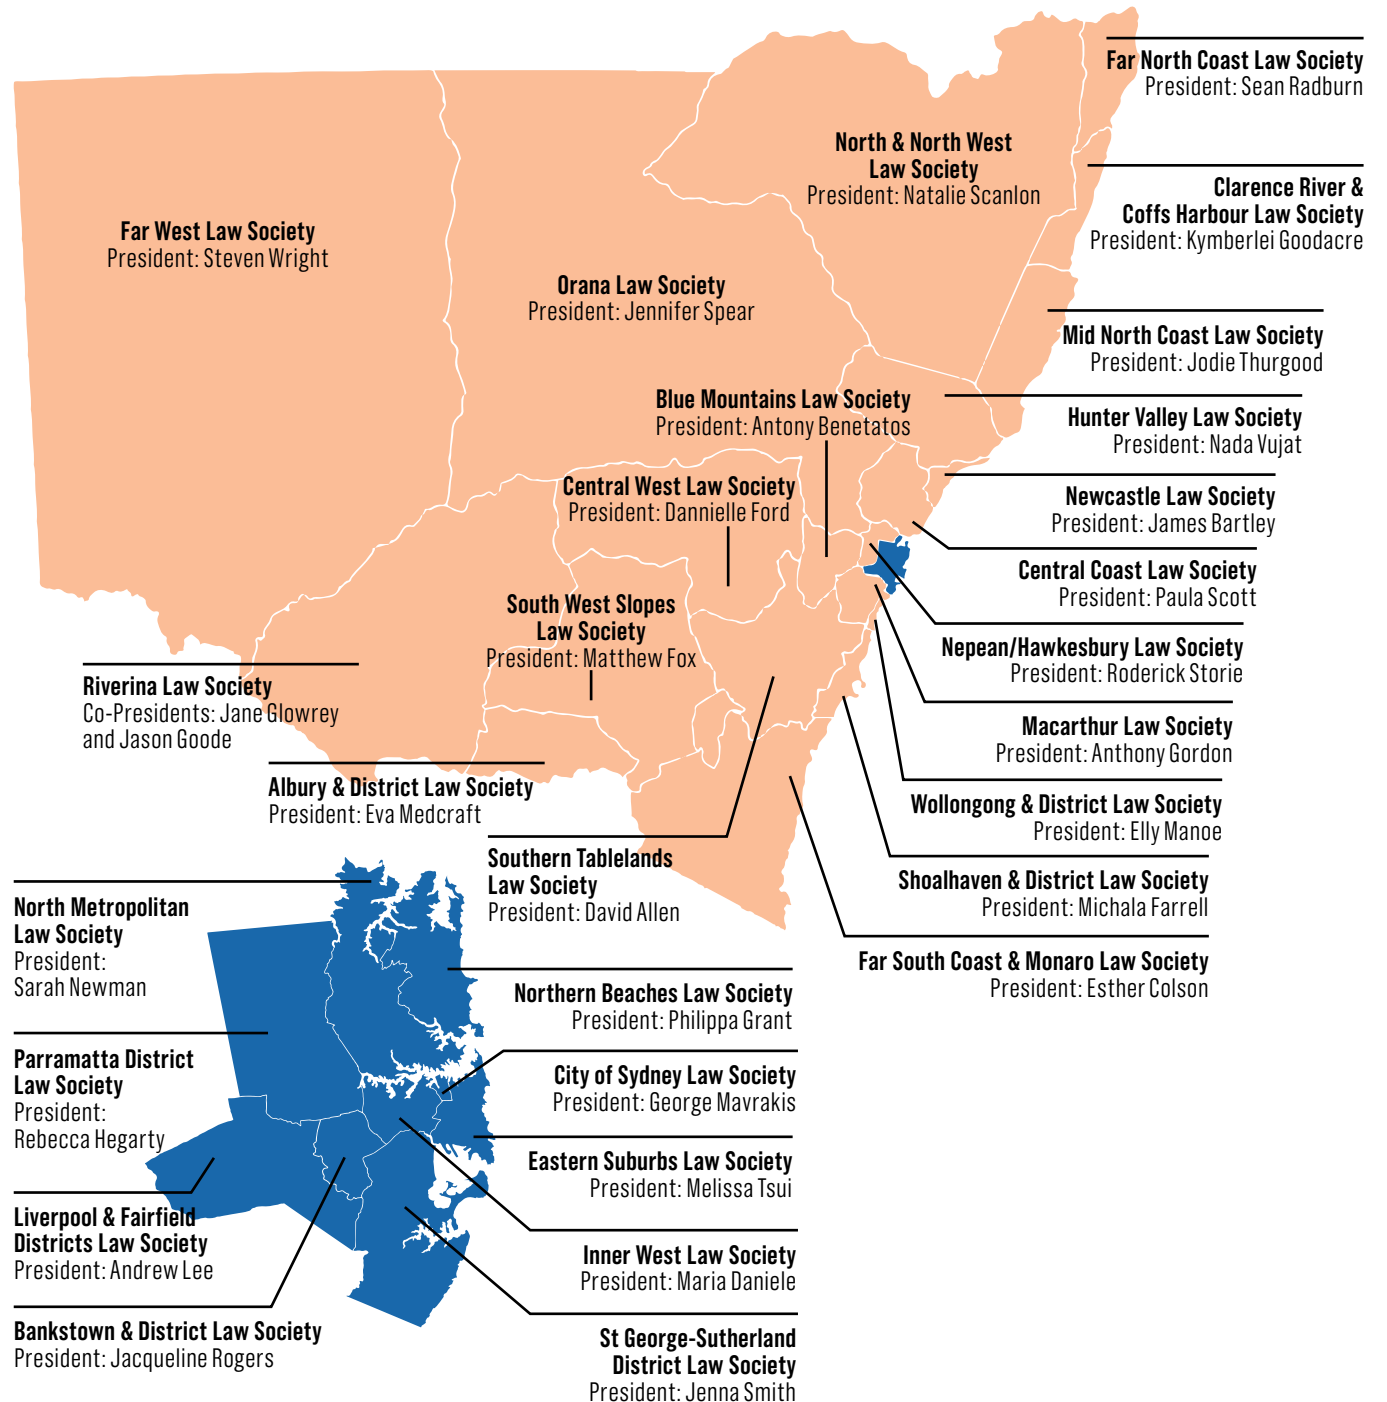 Far North Coast Law Society
President: Sean Radburn
North & North West
Law Society
President: Natalie Scanlon
Clarence River &
Coffs Harbour Law Society
President: Kymberlei Goodacre
Far West Law Society
President: Steven Wright
Orana Law Society
President: Jennifer Spear
Mid North Coast Law Society
President: Jodie Thurgood
Blue Mountains Law Society
President: Antony Benetatos
Hunter Valley Law Society
President: Nada Vujat
Central West Law Society
President: Dannielle Ford
Newcastle Law Society
President: James Bartley
Central Coast Law Society
President: Paula Scott
South West Slopes
Law Society
President: Matthew Fox
Nepean/Hawkesbury Law Society
President: Roderick Storie
Riverina Law Society
Co-Presidents: Jane Glowrey
and Jason Goode
Macarthur Law Society
President: Anthony Gordon
Albury & District Law Society
President: Eva Medcraft
Wollongong & District Law Society
President: Elly Manoe
Southern Tablelands
Law Society
President: David Allen
Shoalhaven & District Law Society
President: Michala Farrell
Far South Coast & Monaro Law Society
President: Esther Colson
North Metropolitan
Law Society
President:
Sarah Newman
Northern Beaches Law Society
President: Philippa Grant
Parramatta District
Law Society
President:
Rebecca Hegarty
City of Sydney Law Society
President: George Mavrakis
Eastern Suburbs Law Society
President: Melissa Tsui
Liverpool & Fairfield
Districts Law Society
President: Andrew Lee
Inner West Law Society
President: Maria Daniele
Bankstown & District Law Society
President: Jacqueline Rogers
St George-Sutherland
District Law Society
President: Jenna Smith